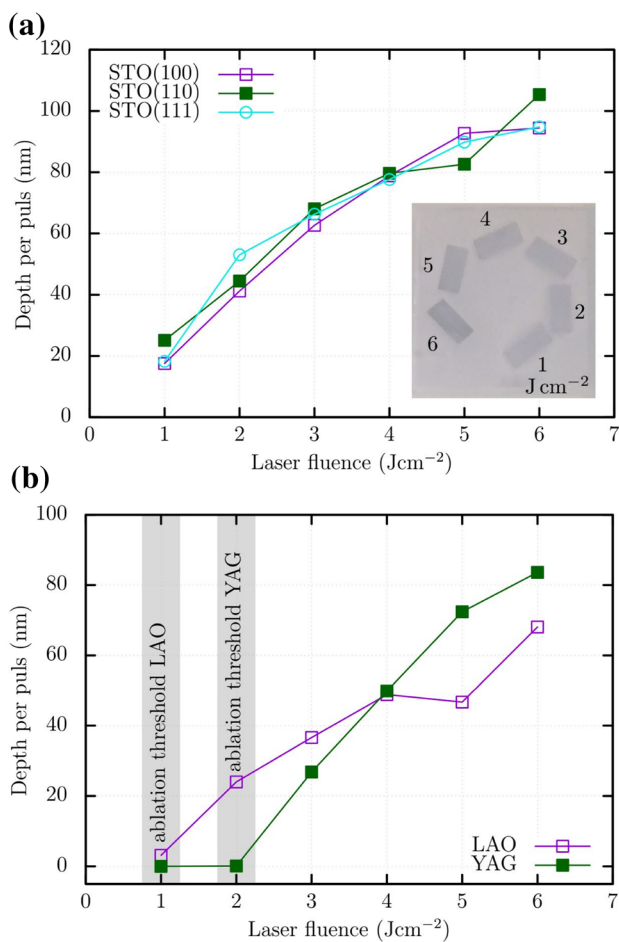 (a)
120
100
80
60
40
20
0
Depth per puls (nm)
STO(100)
STO(110)
STO(111)
4
3
5
2
6
1
J cm−2
0 1 2 3 4 5 6 7
Laser fluence (Jcm−2)
(b)
100
80
60
40
20
0
Depth per puls (nm)
ablation threshold LAO
ablation threshold YAG
LAO
YAG
0 1 2 3 4 5 6 7
Laser fluence (Jcm−2)